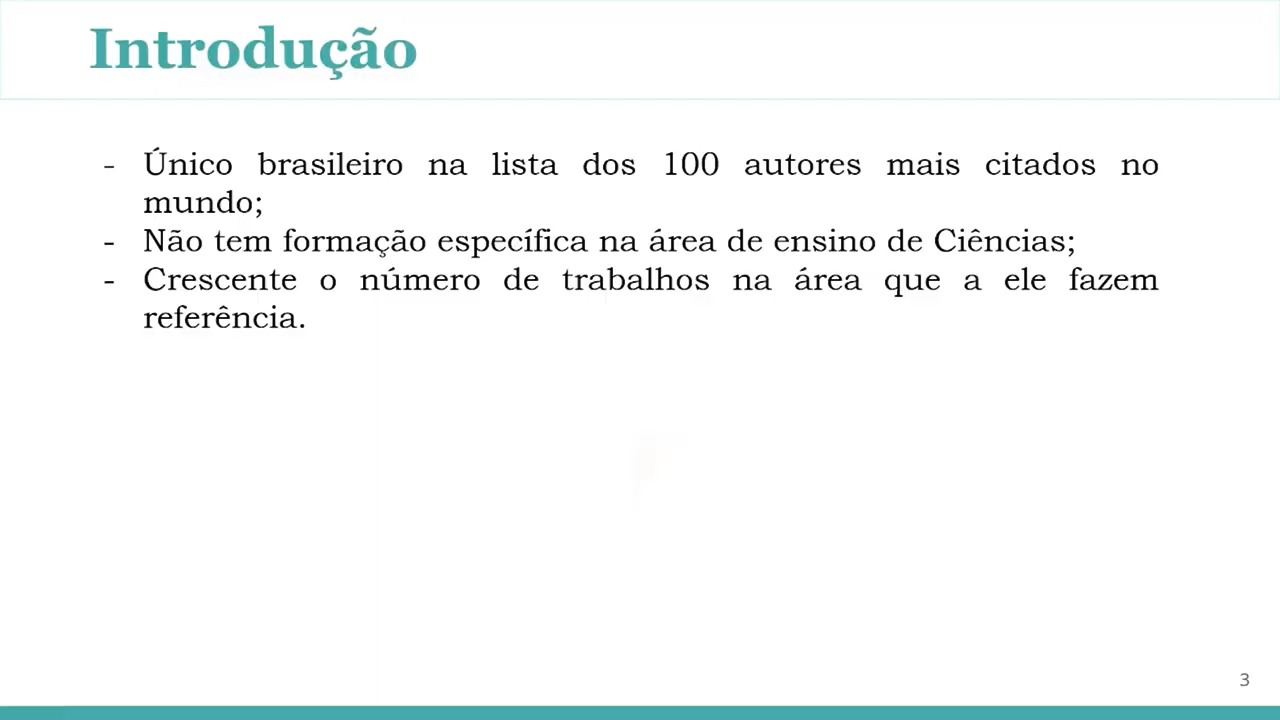 Introdução
- Único brasileiro na lista dos 100 autores mais citados no
mundo;
- Não tem formação específica na área de ensino de Ciências;
- Crescente o número de trabalhos na área que a ele fazem
referência.
3